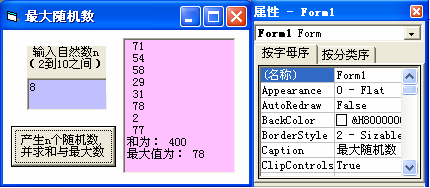 最大随机数
输入自然数n
(2到10之间)
8
产生n个随机数,
并求和与最大数
71
54
58
29
31
78
2
77
和为: 400
最大值为: 78
属性 - Form1
Form1 Form
按字母序 按分类序
(名称) Form1
Appearance 0 - Flat
AutoRedraw False
BackColor &H8000000
BorderStyle 2 - Sizable
Caption 最大随机数
ClipControls True